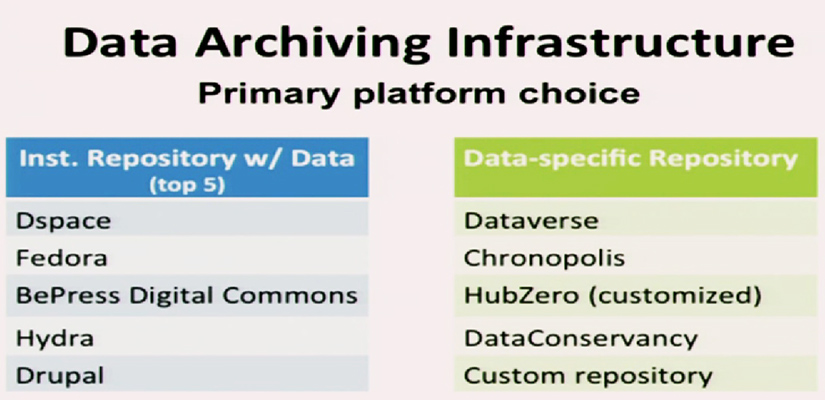 Data Archiving Infrastructure
Primary platform choice
Inst. Repository w/ Data
(top 5)
Dspace
Fedora
BePress Digital Commons
Hydra
Drupal
Data-specific Repository
Dataverse
Chronopolis
HubZero (customized)
DataConservancy
Custom repository